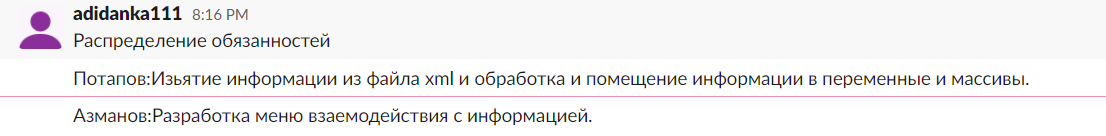 adidanka111 8:16 PM
Распределение обязанностей
Потапов:Изьятие информации из файла xml и обработка и помещение информации в переменные и массивы.
Азманов:Разработка меню взаемодействия с информацией.